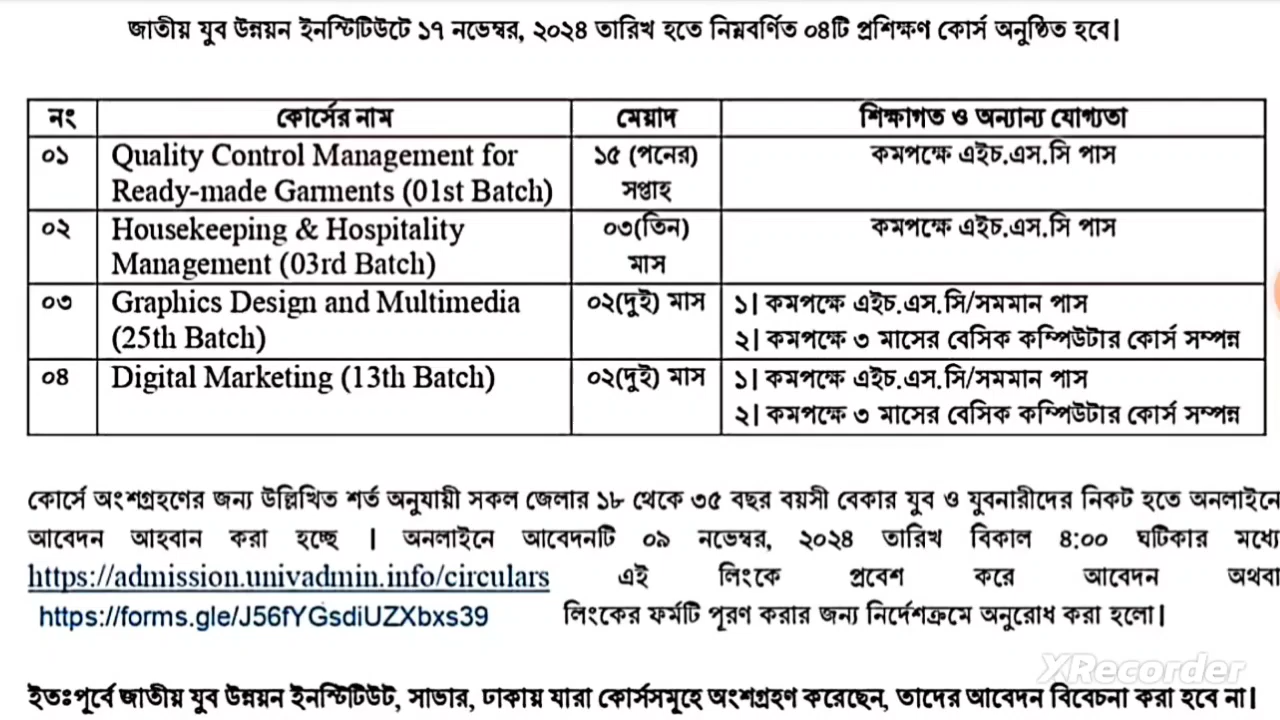 জাতীয় যুব উন্নয়ন ইনস্টিটিউটে ১৭ নভেম্বর, ২০২৪ তারিখ হতে নিম্নবর্ণিত ০৪টি প্রশিক্ষণ কোর্স অনুষ্ঠিত হবে।
নং কোর্সের নাম মেয়াদ শিক্ষাগত ও অন্যান্য যোগ্যতা
০১ Quality Control Management for ১৫ (পনের) কমপক্ষে এইচ.এস.সি পাস
Ready-made Garments (01st Batch) সপ্তাহ
০২ Housekeeping & Hospitality ০৩(তিন) কমপক্ষে এইচ.এস.সি পাস
Management (03rd Batch) মাস
০৩ Graphics Design and Multimedia ০২(দুই) মাস ১। কমপক্ষে এইচ.এস.সি/সমমান পাস
(25th Batch) ২। কমপক্ষে ৩ মাসের বেসিক কম্পিউটার কোর্স সম্পন্ন
০৪ Digital Marketing (13th Batch) ০২(দুই) মাস ১। কমপক্ষে এইচ.এস.সি/সমমান পাস
২। কমপক্ষে ৩ মাসের বেসিক কম্পিউটার কোর্স সম্পন্ন
কোর্সে অংশগ্রহণের জন্য উল্লিখিত শর্ত অনুযায়ী সকল জেলার ১৮ থেকে ৩৫ বছর বয়সী বেকার যুব ও যুবনারীদের নিকট হতে অনলাইনে
আবেদন আহবান করা হচ্ছে । অনলাইনে আবেদনটি ০৯ নভেম্বর, ২০২৪ তারিখ বিকাল ৪:০০ ঘটিকার মধ্যে
https://admission.univadmin.info/circulars এই লিংকে প্রবেশ করে আবেদন অথবা
https://forms.gle/J56fYGsdiUZXbxs39 লিংকের ফর্মটি পূরণ করার জন্য নির্দেশক্রমে অনুরোধ করা হলো।
XRecorder
ইতঃপূর্বে জাতীয় যুব উন্নয়ন ইনস্টিটিউট, সাভার, ঢাকায় যারা কোর্সসমূহে অংশগ্রহণ করেছেন, তাদের আবেদন বিবেচনা করা হবে না।